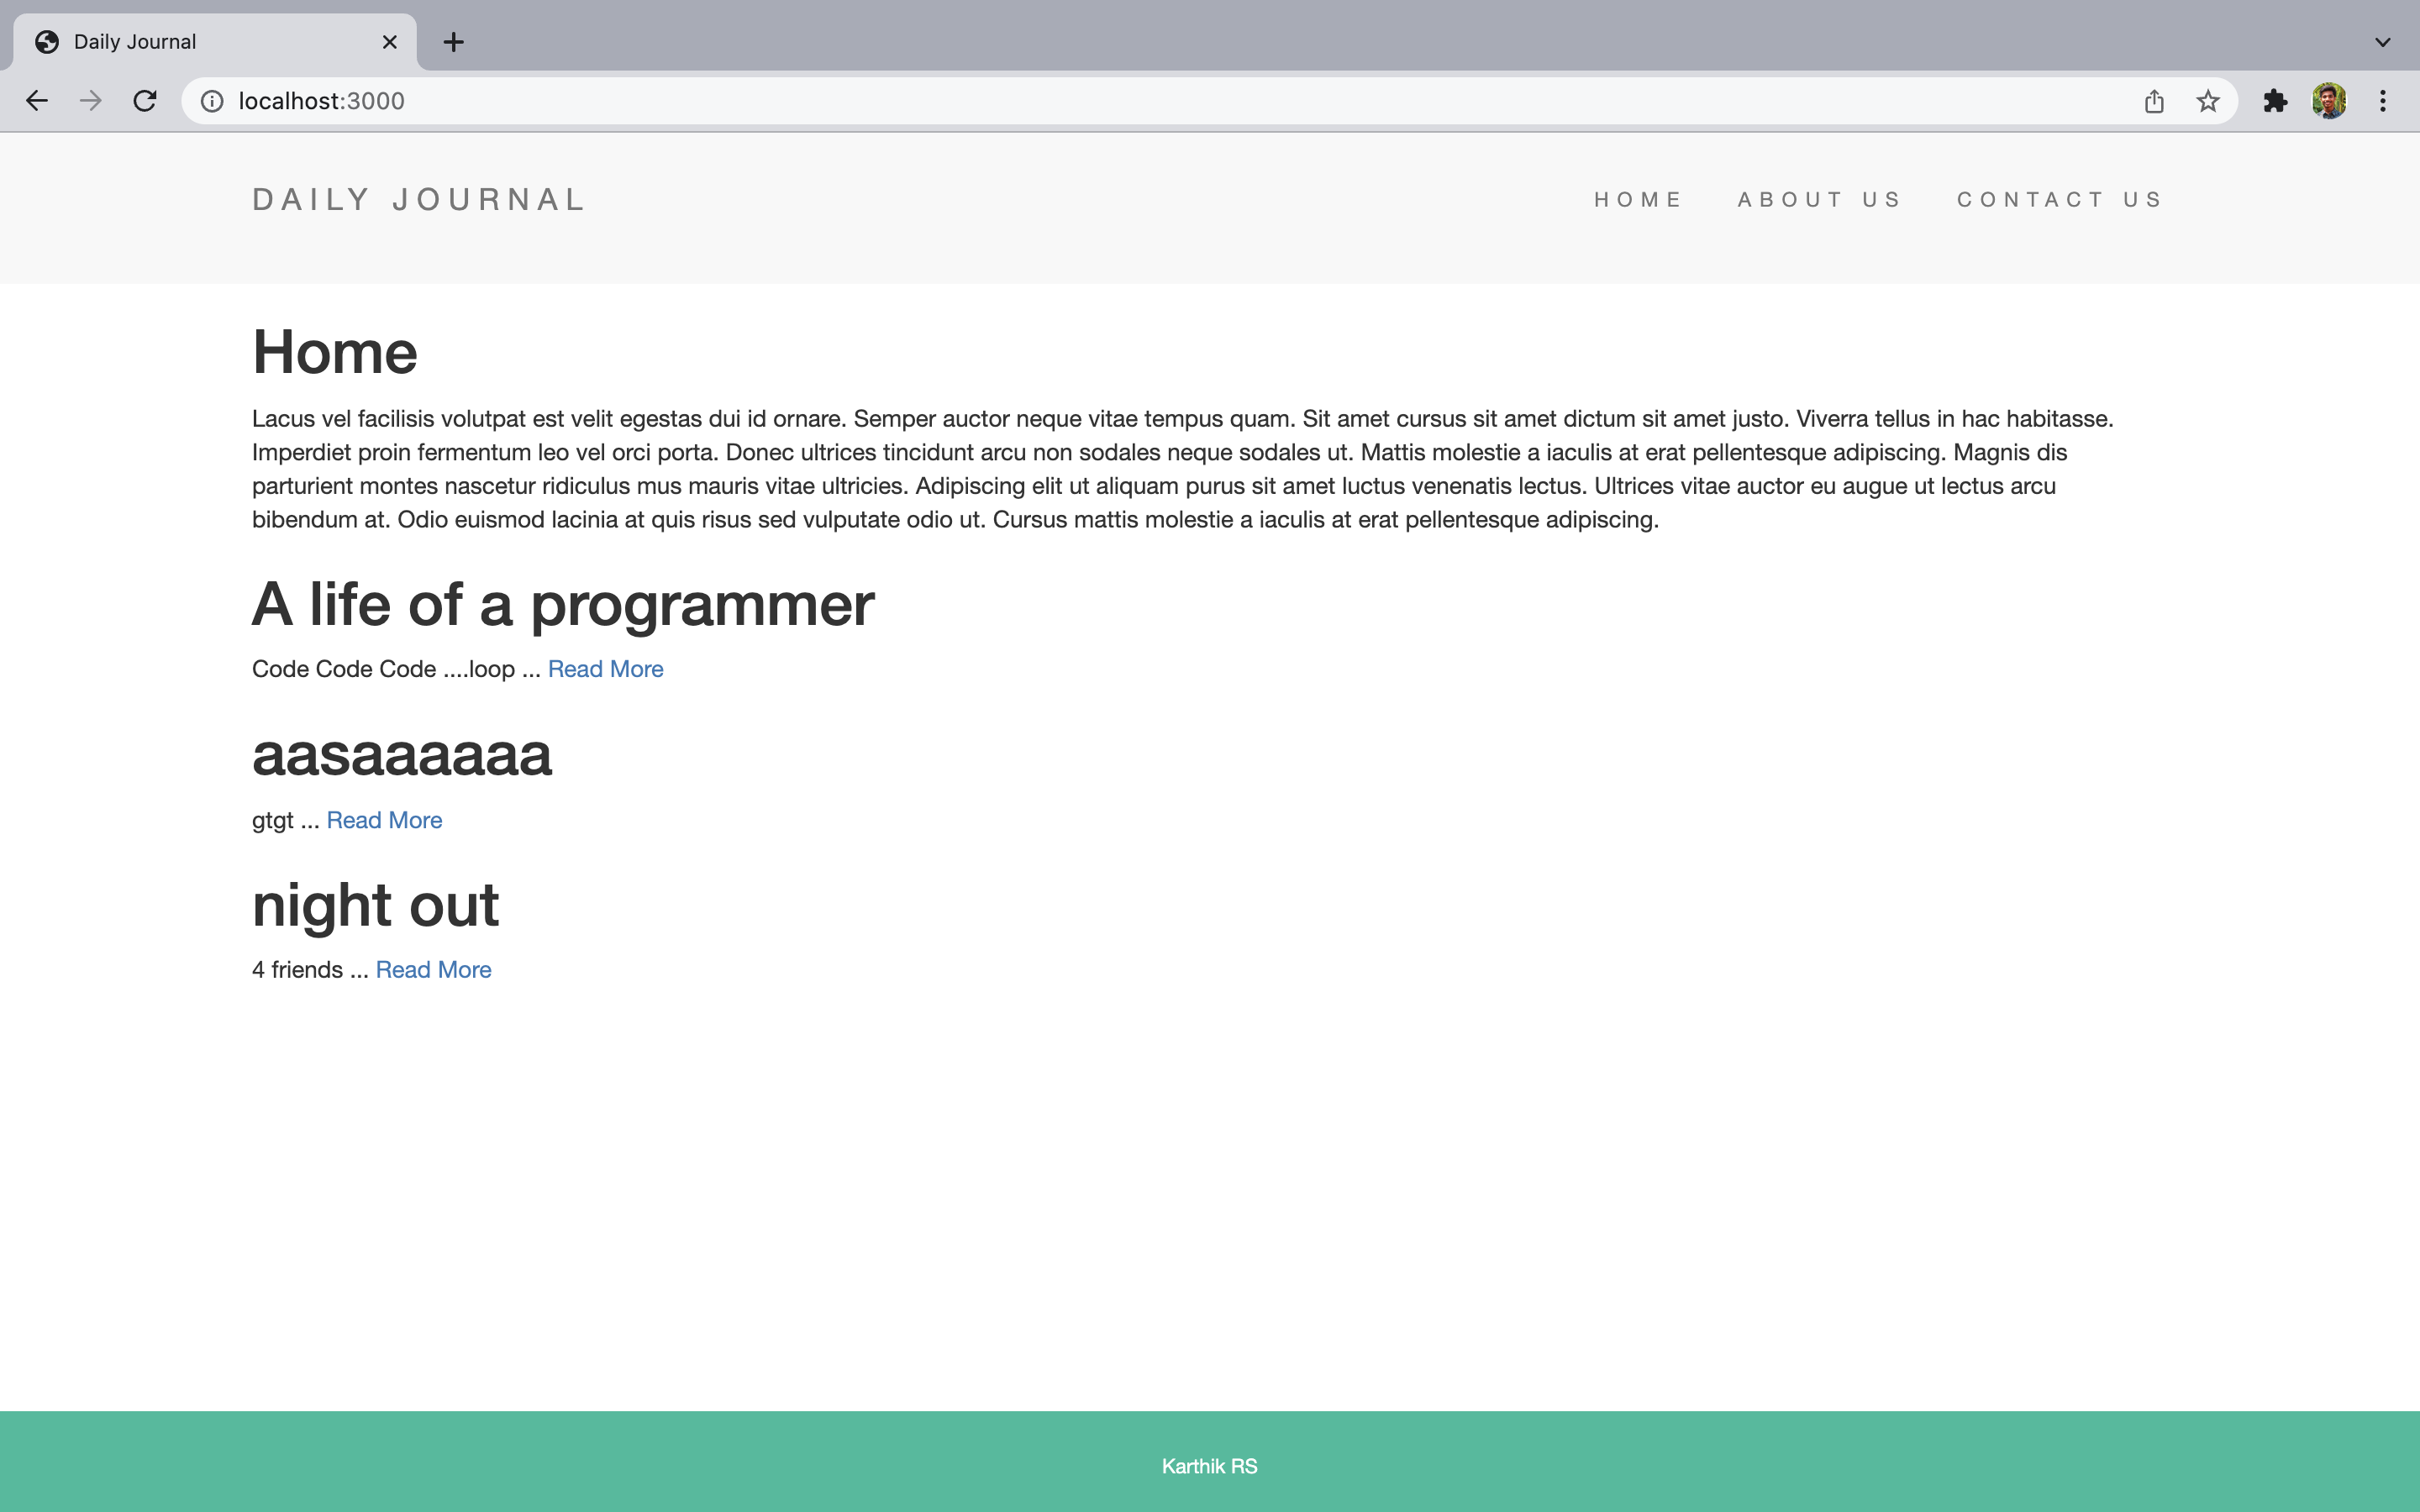 Daily Journal
localhost:3000
DAILY JOURNAL
HOME
ABOUT US
CONTACT US
Home
Lacus vel facilisis volutpat est velit egestas dui id ornare. Semper auctor neque vitae tempus quam. Sit amet cursus sit amet dictum sit amet justo. Viverra tellus in hac habitasse.
Imperdiet proin fermentum leo vel orci porta. Donec ultrices tincidunt arcu non sodales neque sodales ut. Mattis molestie a iaculis at erat pellentesque adipiscing. Magnis dis
parturient montes nascetur ridiculus mus mauris vitae ultricies. Adipiscing elit ut aliquam purus sit amet luctus venenatis lectus. Ultrices vitae auctor eu augue ut lectus arcu
bibendum at. Odio euismod lacinia at quis risus sed vulputate odio ut. Cursus mattis molestie a iaculis at erat pellentesque adipiscing.
A life of a programmer
Code Code Code ....loop ... Read More
aasaaaaaa
gtgt ... Read More
night out
4 friends ... Read More
Karthik RS